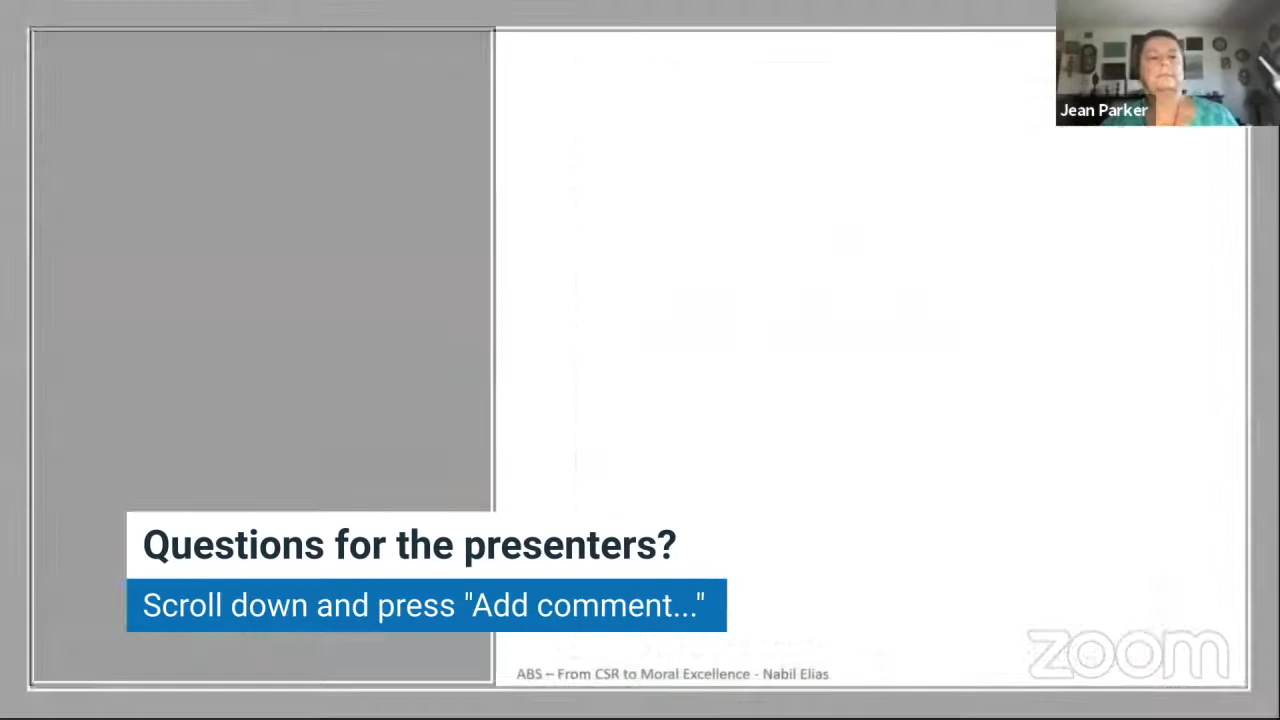 Jean Parker
Questions for the presenters?
Scroll down and press "Add comment..."
ABS – From CSR to Moral Excellence - Nabil Elias
zoom